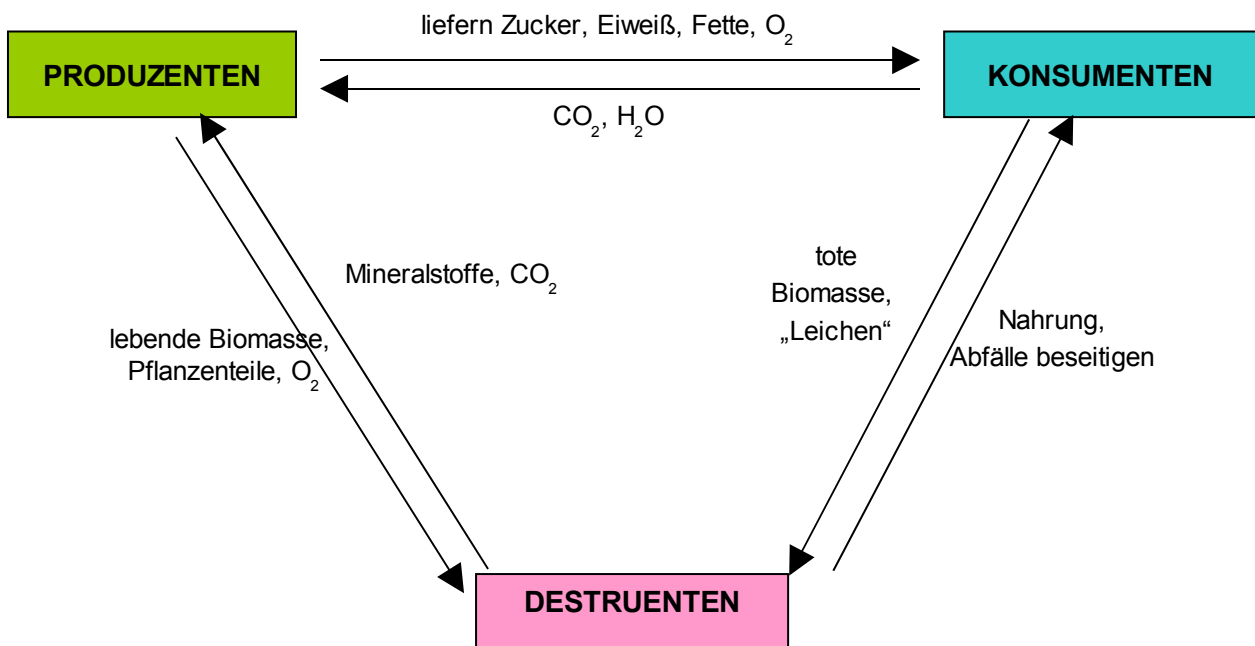 liefern Zucker, Eiweiß, Fette, O₂
PRODUZENTEN
KONSUMENTEN
CO₂, H₂O
Mineralstoffe, CO₂
lebende Biomasse,
Pflanzenteile, O₂
tote
Biomasse,
„Leichen“
Nahrung,
Abfälle beseitigen
DESTRUENTEN